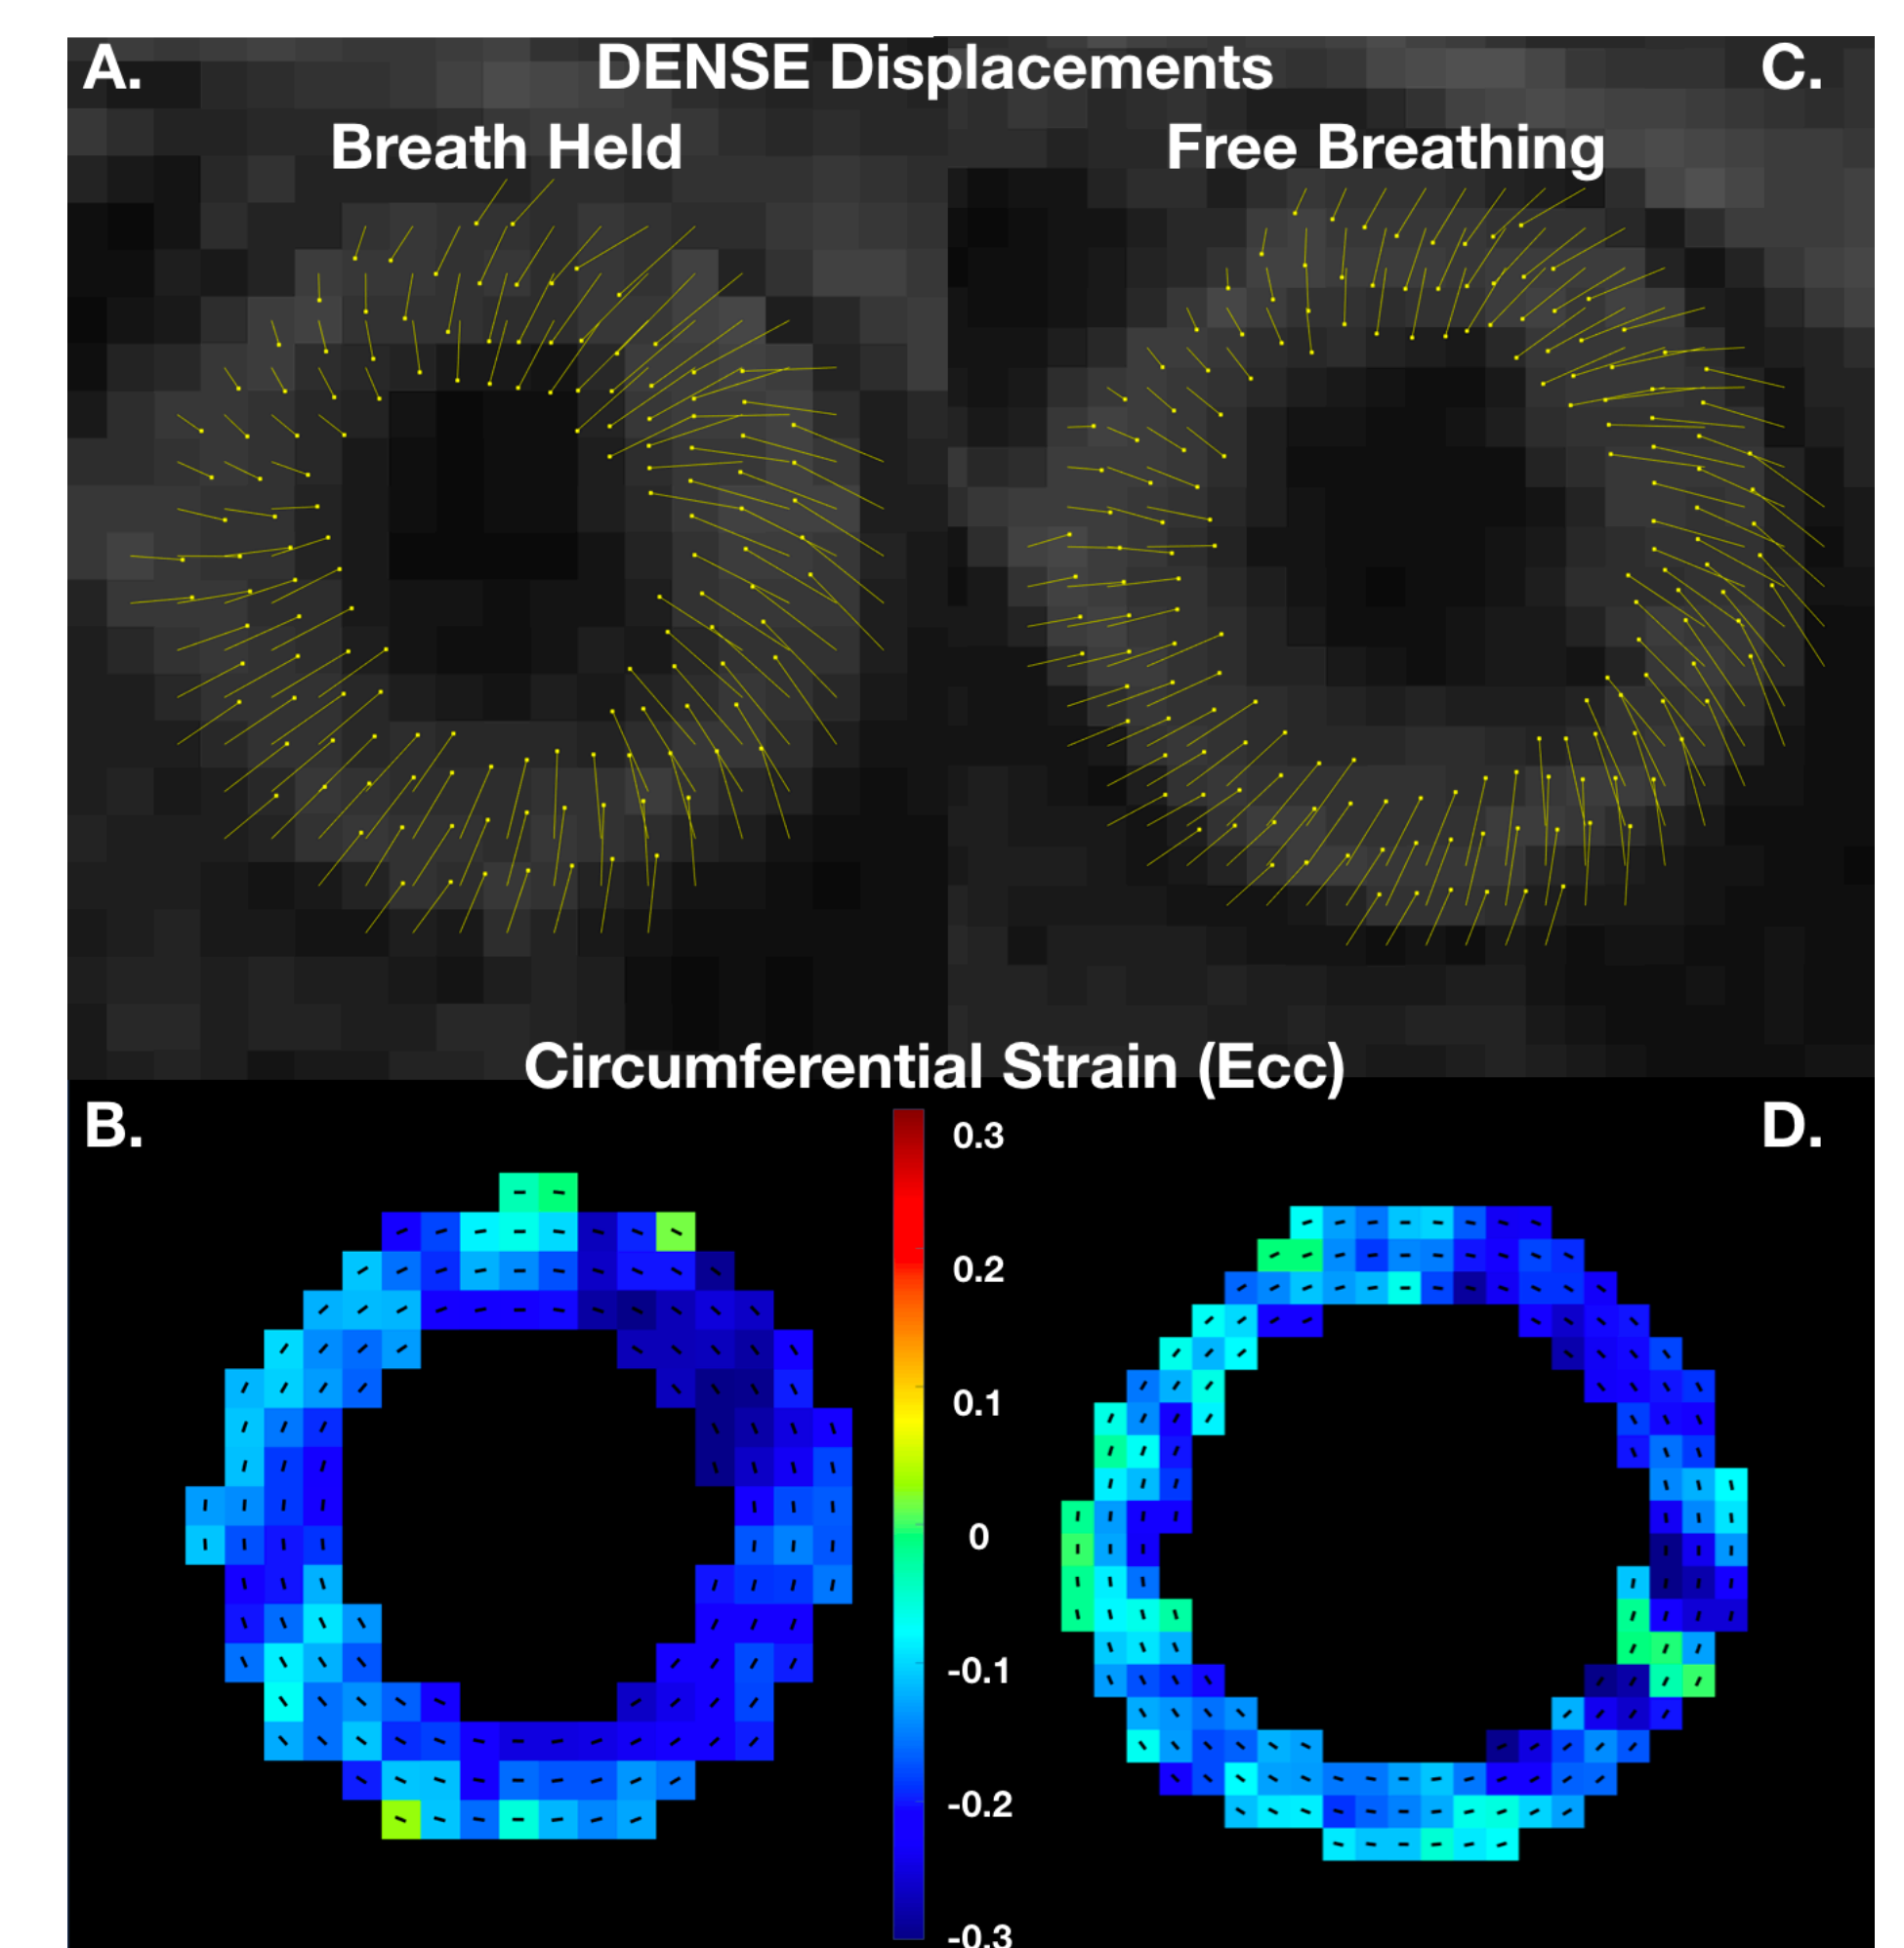 A.
DENSE Displacements
C.
Breath Held
Free Breathing
Circumferential Strain (Ecc)
B.
D.
0.3
0.2
0.1
0
-0.1
-0.2
-0.3